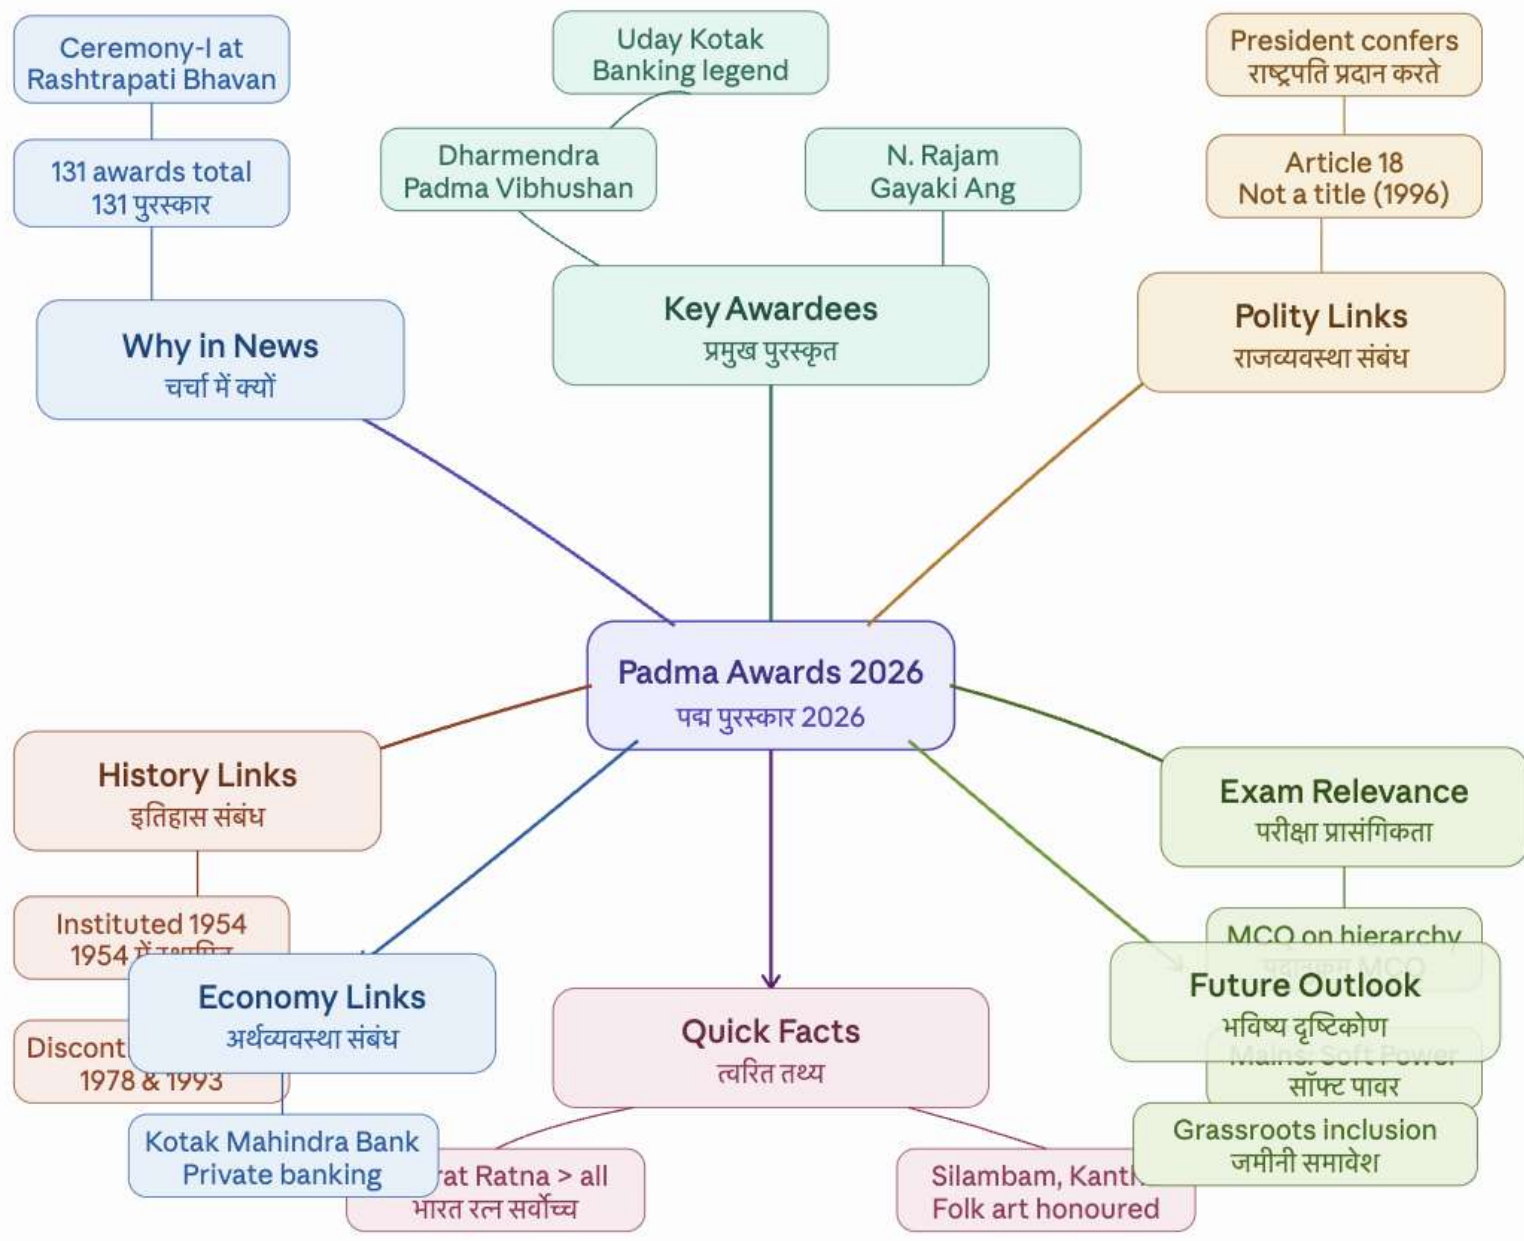 Ceremony-I at
Rashtrapati Bhavan
131 awards total
131 पुरस्कार
Why in News
चर्चा में क्यों
Uday Kotak
Banking legend
Dharmendra
Padma Vibhushan
N. Rajam
Gayaki Ang
Key Awardees
प्रमुख पुरस्कृत
President confers
राष्ट्रपति प्रदान करते
Article 18
Not a title (1996)
Polity Links
राजव्यवस्था संबंध
Padma Awards 2026
पद्म पुरस्कार 2026
History Links
इतिहास संबंध
Instituted 1954
1954 में स्थापित
1978 & 1993
Economy Links
अर्थव्यवस्था संबंध
Kotak Mahindra Bank
Private banking
Quick Facts
त्वरित तथ्य
Ratna > all
भारत रत्न सर्वोच्च
Silambam,
Folk art honoured
Exam Relevance
परीक्षा प्रासंगिकता
MCQ on hierarchy
MCQ
Future Outlook
भविष्य दृष्टिकोण
Mains: Soft Power
सॉफ्ट पावर
Grassroots inclusion
जमीनी समावेश